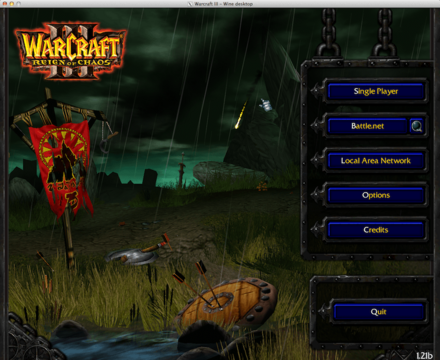 Warcraft III - Wine desktop
WARCRAFT
III
REIGN OF CHAOS
Single Player
Battle.net
Local Area Network
Options
Credits
Quit
1.21b